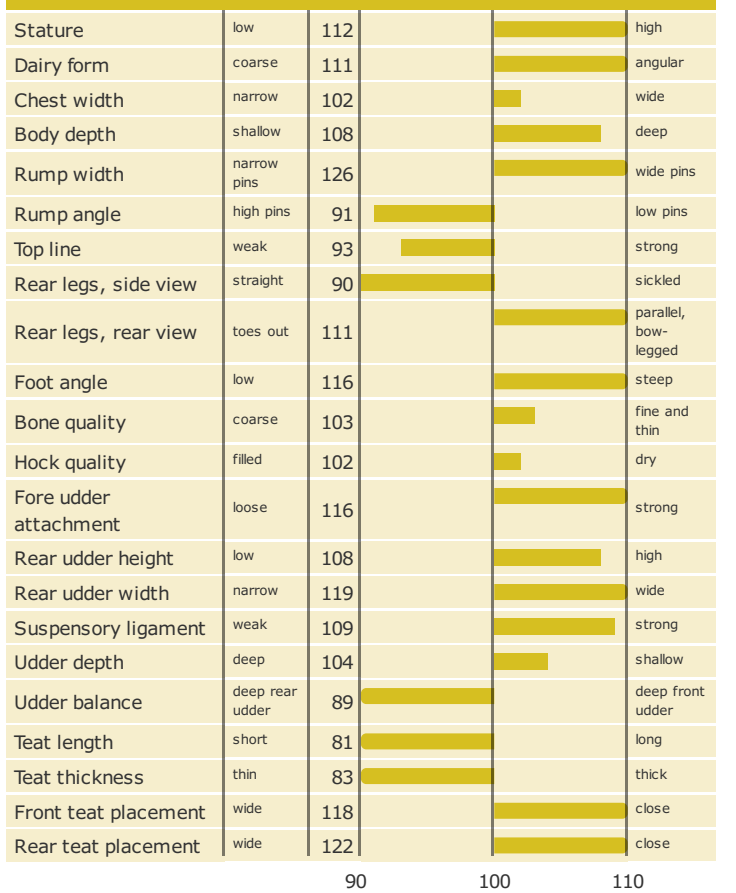 Stature low 112 high
Dairy form coarse 111 angular
Chest width narrow 102 wide
Body depth shallow 108 deep
Rump width narrow pins 126 wide pins
Rump angle high pins 91 low pins
Top line weak 93 strong
Rear legs, side view straight 90 sickled
Rear legs, rear view toes out 111 parallel, bow-legged
Foot angle low 116 steep
Bone quality coarse 103 fine and thin
Hock quality filled 102 dry
Fore udder attachment loose 116 strong
Rear udder height low 108 high
Rear udder width narrow 119 wide
Suspensory ligament weak 109 strong
Udder depth deep 104 shallow
Udder balance deep rear udder 89 deep front udder
Teat length short 81 long
Teat thickness thin 83 thick
Front teat placement wide 118 close
Rear teat placement wide 122 close
90 100 110